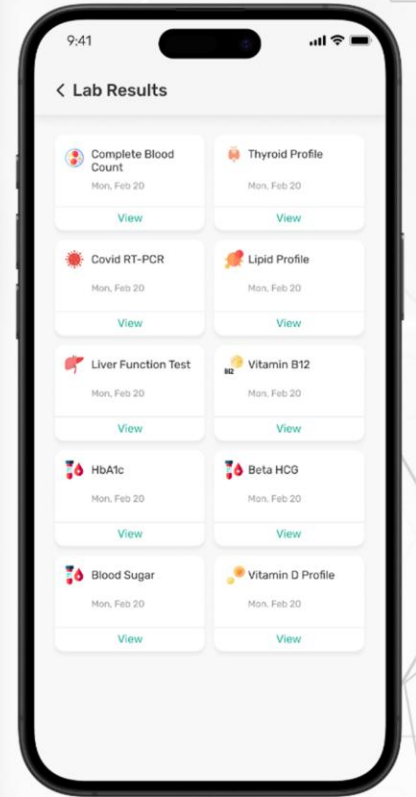 9:41
< Lab Results
Complete Blood
Count
Mon, Feb 20
View
Thyroid Profile
Mon, Feb 20
View
Covid RT-PCR
Mon, Feb 20
View
Lipid Profile
Mon, Feb 20
View
Liver Function Test
Mon, Feb 20
View
B12
Vitamin B12
Mon, Feb 20
View
HbA1c
Mon, Feb 20
View
Beta HCG
Mon, Feb 20
View
Blood Sugar
Mon, Feb 20
View
Vitamin D Profile
Mon, Feb 20
View